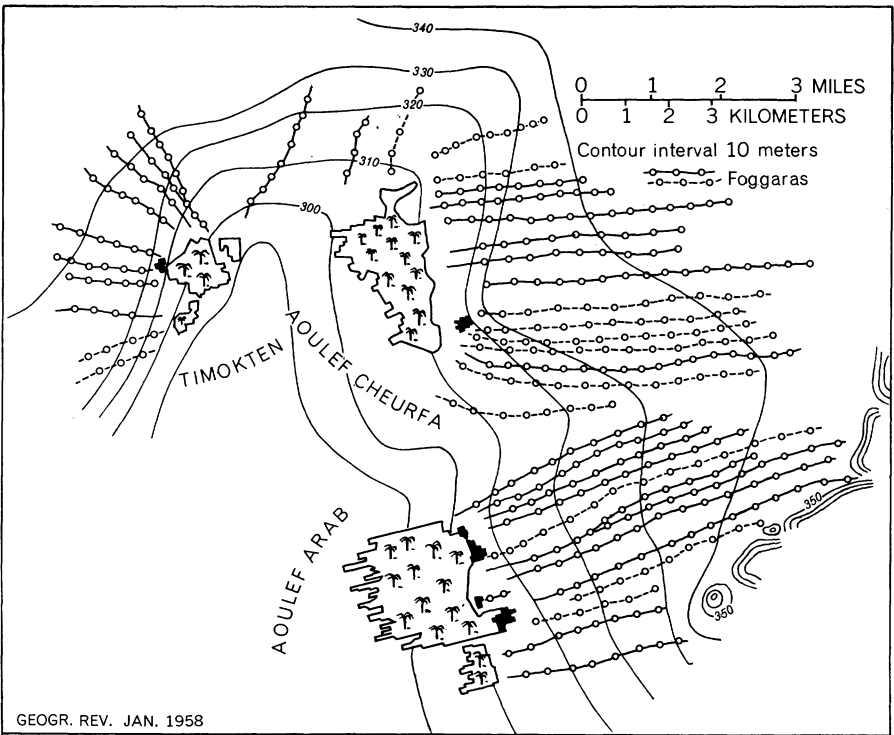 340
330
320
310
300
0 1 2 3 MILES
0 1 2 3 KILOMETERS
Contour interval 10 meters
Foggaras
TIMOKTEN
AOULEF CHEURFA
AOULEF ARAB
350
350
GEOGR. REV. JAN. 1958